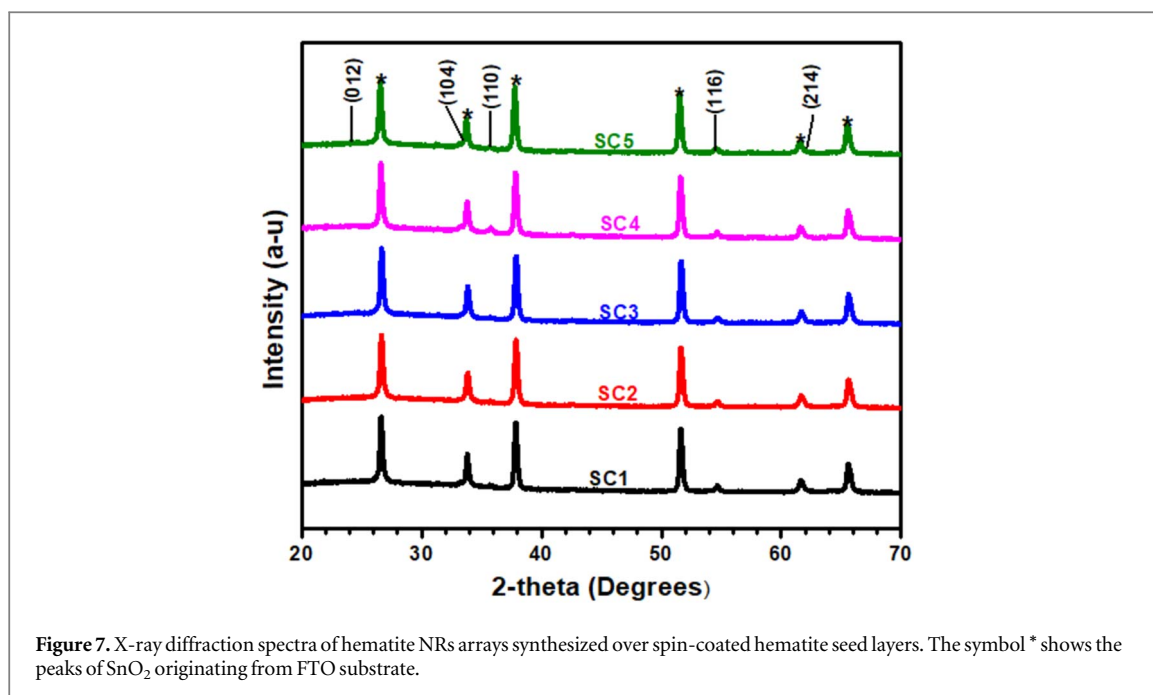 (012)
*
(104)
*
(110)
*
*
(116)
*
(214)
*
SC5
SC4
SC3
SC2
SC1
Intensity (a-u)
20 30 40 50 60 70
2-theta (Degrees)
Figure 7. X-ray diffraction spectra of hematite NRs arrays synthesized over spin-coated hematite seed layers. The symbol * shows the
peaks of SnO₂ originating from FTO substrate.